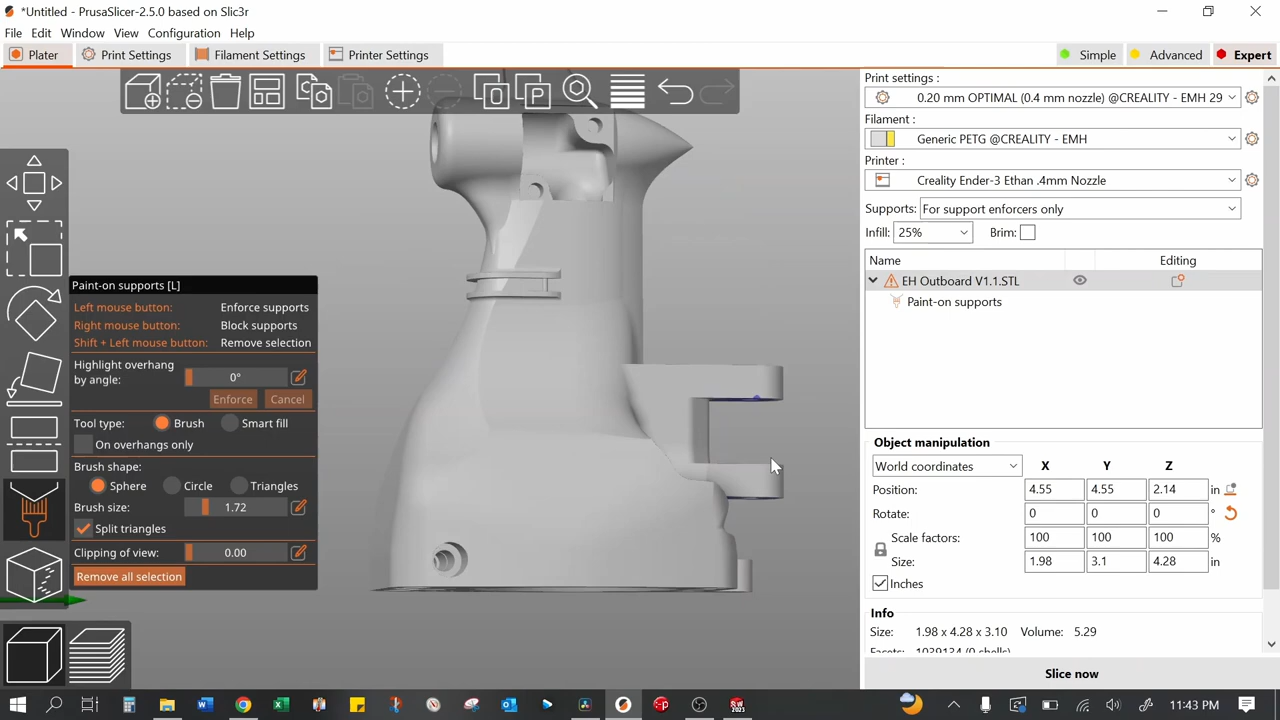 *Untitled - PrusaSlicer-2.5.0 based on Slic3r
File Edit Window View Configuration Help
Plater Print Settings Filament Settings Printer Settings Simple Advanced Expert
Print settings :
0.20 mm OPTIMAL (0.4 mm nozzle) @CREALITY - EMH 29
Filament :
Generic PETG @CREALITY - EMH
Printer :
Creality Ender-3 Ethan .4mm Nozzle
Supports: For support enforcers only
Infill: 25% Brim:
Name Editing
EH Outboard V1.1.STL
Paint-on supports
Paint-on supports [L]
Left mouse button: Enforce supports
Right mouse button: Block supports
Shift + Left mouse button: Remove selection
Highlight overhang
by angle: 0°
Enforce Cancel
Tool type: Brush Smart fill
On overhangs only
Brush shape:
Sphere Circle Triangles
Brush size: 1.72
Split triangles
Clipping of view: 0.00
Remove all selection
Object manipulation
World coordinates X Y Z
Position: 4.55 4.55 2.14 in
Rotate: 0 0 0 °
Scale factors: 100 100 100 %
Size: 1.98 3.1 4.28 in
Inches
Info
Size: 1.98 x 4.28 x 3.10 Volume: 5.29
Facets: 1039134 (0 shells)
Slice now
11:43 PM